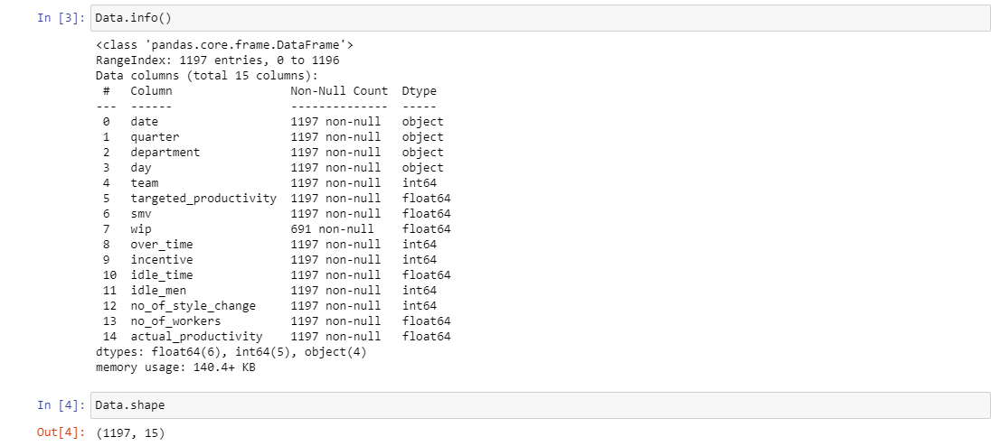 In [3]: Data.info()
<class 'pandas.core.frame.DataFrame'>
RangeIndex: 1197 entries, 0 to 1196
Data columns (total 15 columns):
 #   Column                 Non-Null Count  Dtype
---  ------                 --------------  -----
 0   date                   1197 non-null   object
 1   quarter                1197 non-null   object
 2   department             1197 non-null   object
 3   day                    1197 non-null   object
 4   team                   1197 non-null   int64
 5   targeted_productivity  1197 non-null   float64
 6   smv                    1197 non-null   float64
 7   wip                    691 non-null    float64
 8   over_time              1197 non-null   int64
 9   incentive              1197 non-null   int64
 10  idle_time              1197 non-null   float64
 11  idle_men               1197 non-null   int64
 12  no_of_style_change     1197 non-null   int64
 13  no_of_workers          1197 non-null   float64
 14  actual_productivity    1197 non-null   float64
dtypes: float64(6), int64(5), object(4)
memory usage: 140.4+ KB
In [4]: Data.shape
Out[4]: (1197, 15)